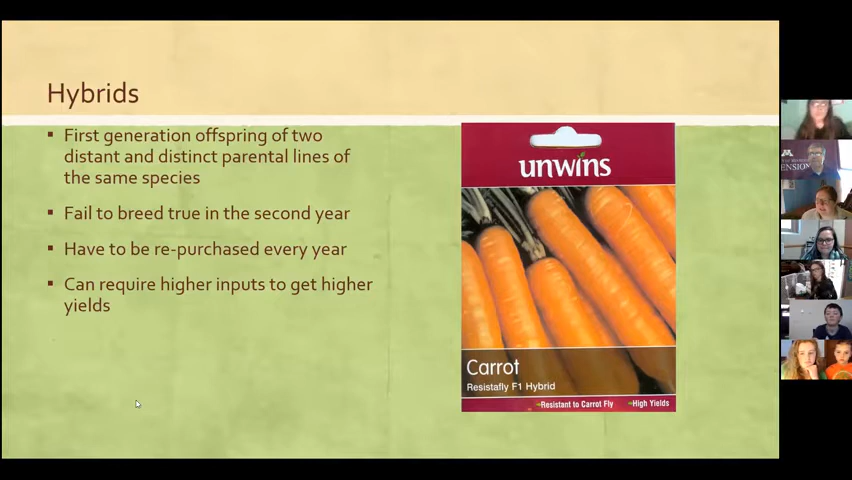 Hybrids
▪ First generation offspring of two
distant and distinct parental lines of
the same species
▪ Fail to breed true in the second year
▪ Have to be re-purchased every year
▪ Can require higher inputs to get higher
yields
unwins
Carrot
Resistafly F1 Hybrid
Resistant to Carrot Fly
High Yields